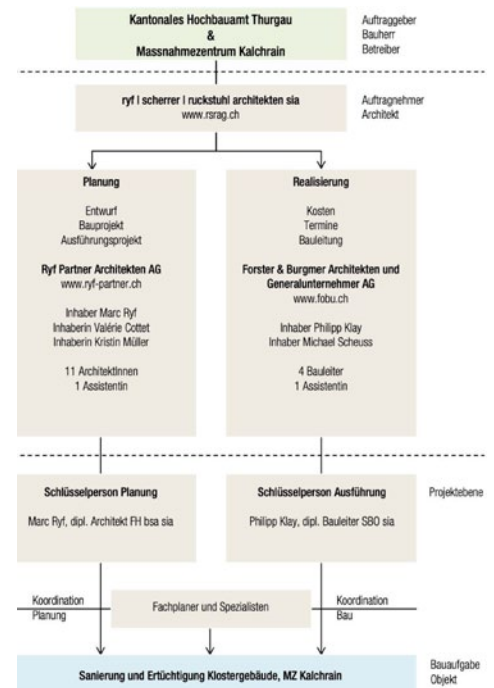 Kantonales Hochbauamt Thurgau
&
Massnahmezentrum Kalchrain
Auftraggeber
Bauherr
Betreiber
ryf I scherrer I ruckstuhl architekten sia
www.rsrag.ch
Auftragnehmer
Architekt
Planung
Entwurf
Bauprojekt
Ausführungsprojekt
Ryf Partner Architekten AG
www.ryf-partner.ch
Inhaber Marc Ryf
Inhaberin Valérie Cottet
Inhaberin Kristin Müller
11 ArchitektInnen
1 Assistentin
Realisierung
Kosten
Termine
Bauleitung
Forster & Burgmer Architekten und
Generalunternehmer AG
www.fobu.ch
Inhaber Philipp Klay
Inhaber Michael Scheuss
4 Bauleiter
1 Assistentin
Schlüsselperson Planung
Marc Ryf, dipl. Architekt FH bsa sia
Schlüsselperson Ausführung
Philipp Klay, dipl. Bauleiter SBO sia
Projektebene
Koordination
Planung
Fachplaner und Spezialisten
Koordination
Bau
Sanierung und Ertüchtigung Klostergebäude, MZ Kalchrain
Bauaufgabe
Objekt